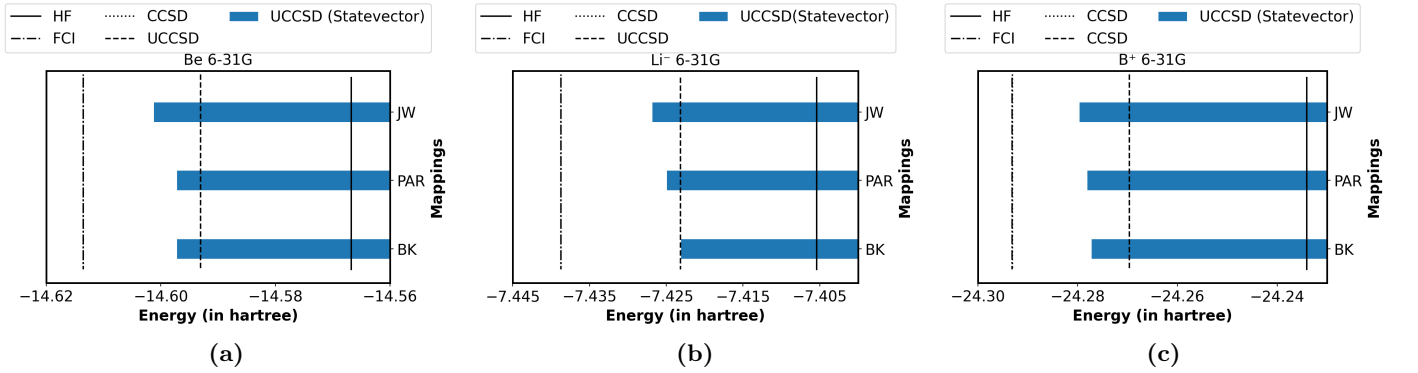 HF
CCSD
UCCSD (Statevector)
FCI
UCCSD
Be 6-31G
JW
PAR
BK
Mappings
−14.62
−14.60
−14.58
−14.56
Energy (in hartree)
(a)
HF
CCSD
UCCSD(Statevector)
FCI
UCCSD
Li⁻ 6-31G
JW
PAR
BK
Mappings
−7.445
−7.435
−7.425
−7.415
−7.405
Energy (in hartree)
(b)
HF
CCSD
UCCSD (Statevector)
FCI
CCSD
B⁺ 6-31G
JW
PAR
BK
Mappings
−24.30
−24.28
−24.26
−24.24
Energy (in hartree)
(c)